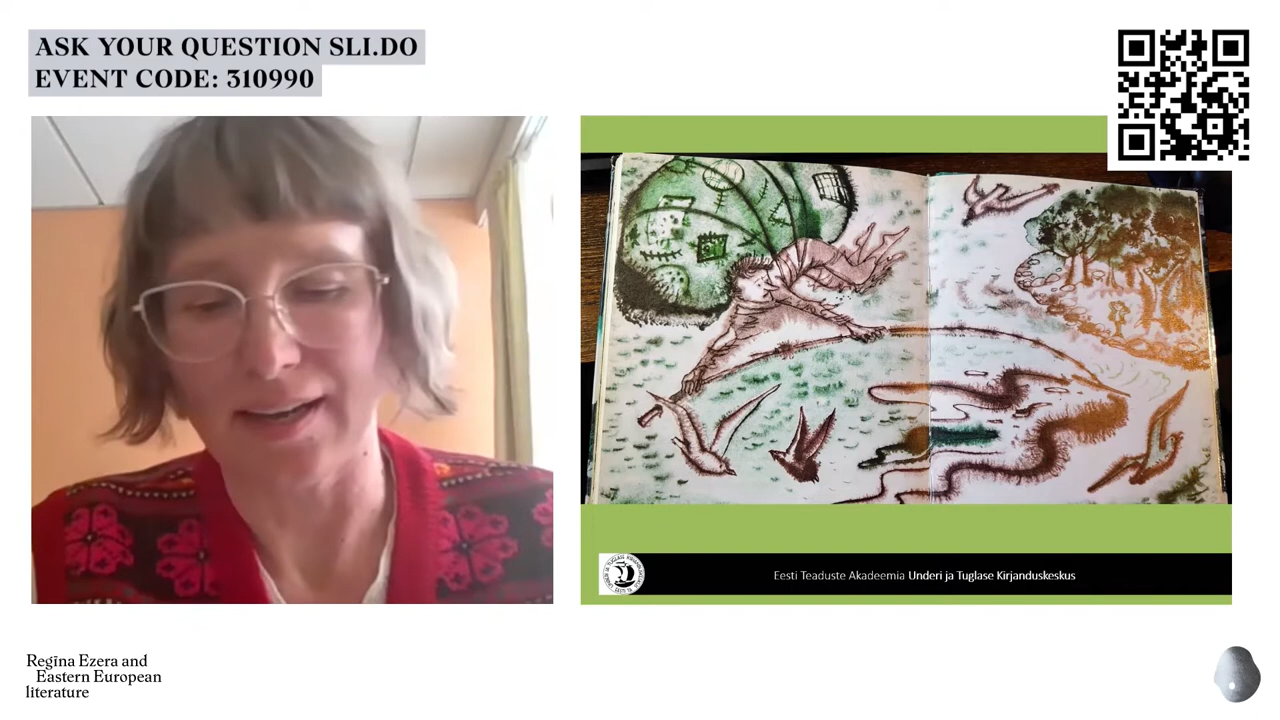 ASK YOUR QUESTION SLI.DO
EVENT CODE: 310990
Eesti Teaduste Akadeemia Underi ja Tuglase Kirjanduskeskus
Regīna Ezera and
Eastern European
literature